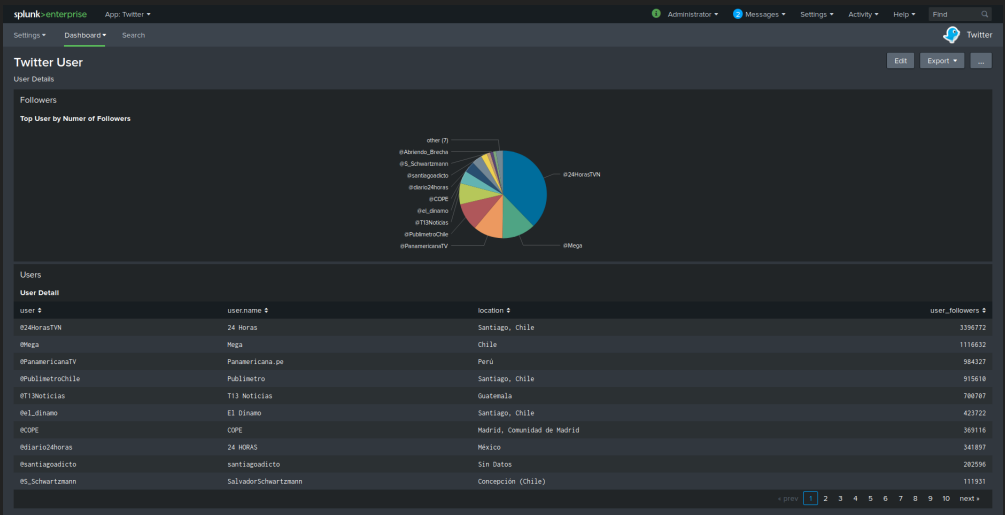 splunk>enterprise App: Twitter ▾ i Administrator ▾ 2 Messages ▾ Settings ▾ Activity ▾ Help ▾ Find
Settings ▾ Dashboard ▾ Search Twitter
Twitter User Edit Export ▾ ...
User Details
Followers
Top User by Numer of Followers
other (7)
@Abriendo_Brecha
@S_Schwartzmann
@santiagoadicto
@diario24horas
@COPE
@el_dinamo
@T13Noticias
@PublimetroChile
@PanamericanaTV
@24HorasTVN
@Mega
Users
User Detail
user user.name location user_followers
@24HorasTVN 24 Horas Santiago, Chile 3396772
@Mega Mega Chile 1116632
@PanamericanaTV Panamericana.pe Perú 984327
@PublimetroChile Publimetro Santiago, Chile 915610
@T13Noticias T13 Noticias Guatemala 700707
@el_dinamo El Dinamo Santiago, Chile 423722
@COPE COPE Madrid, Comunidad de Madrid 369116
@diario24horas 24 HORAS México 341897
@santiagoadicto santiagoadicto Sin Datos 202596
@S_Schwartzmann SalvadorSchwartzmann Concepción (Chile) 111931
« prev 1 2 3 4 5 6 7 8 9 10 next »